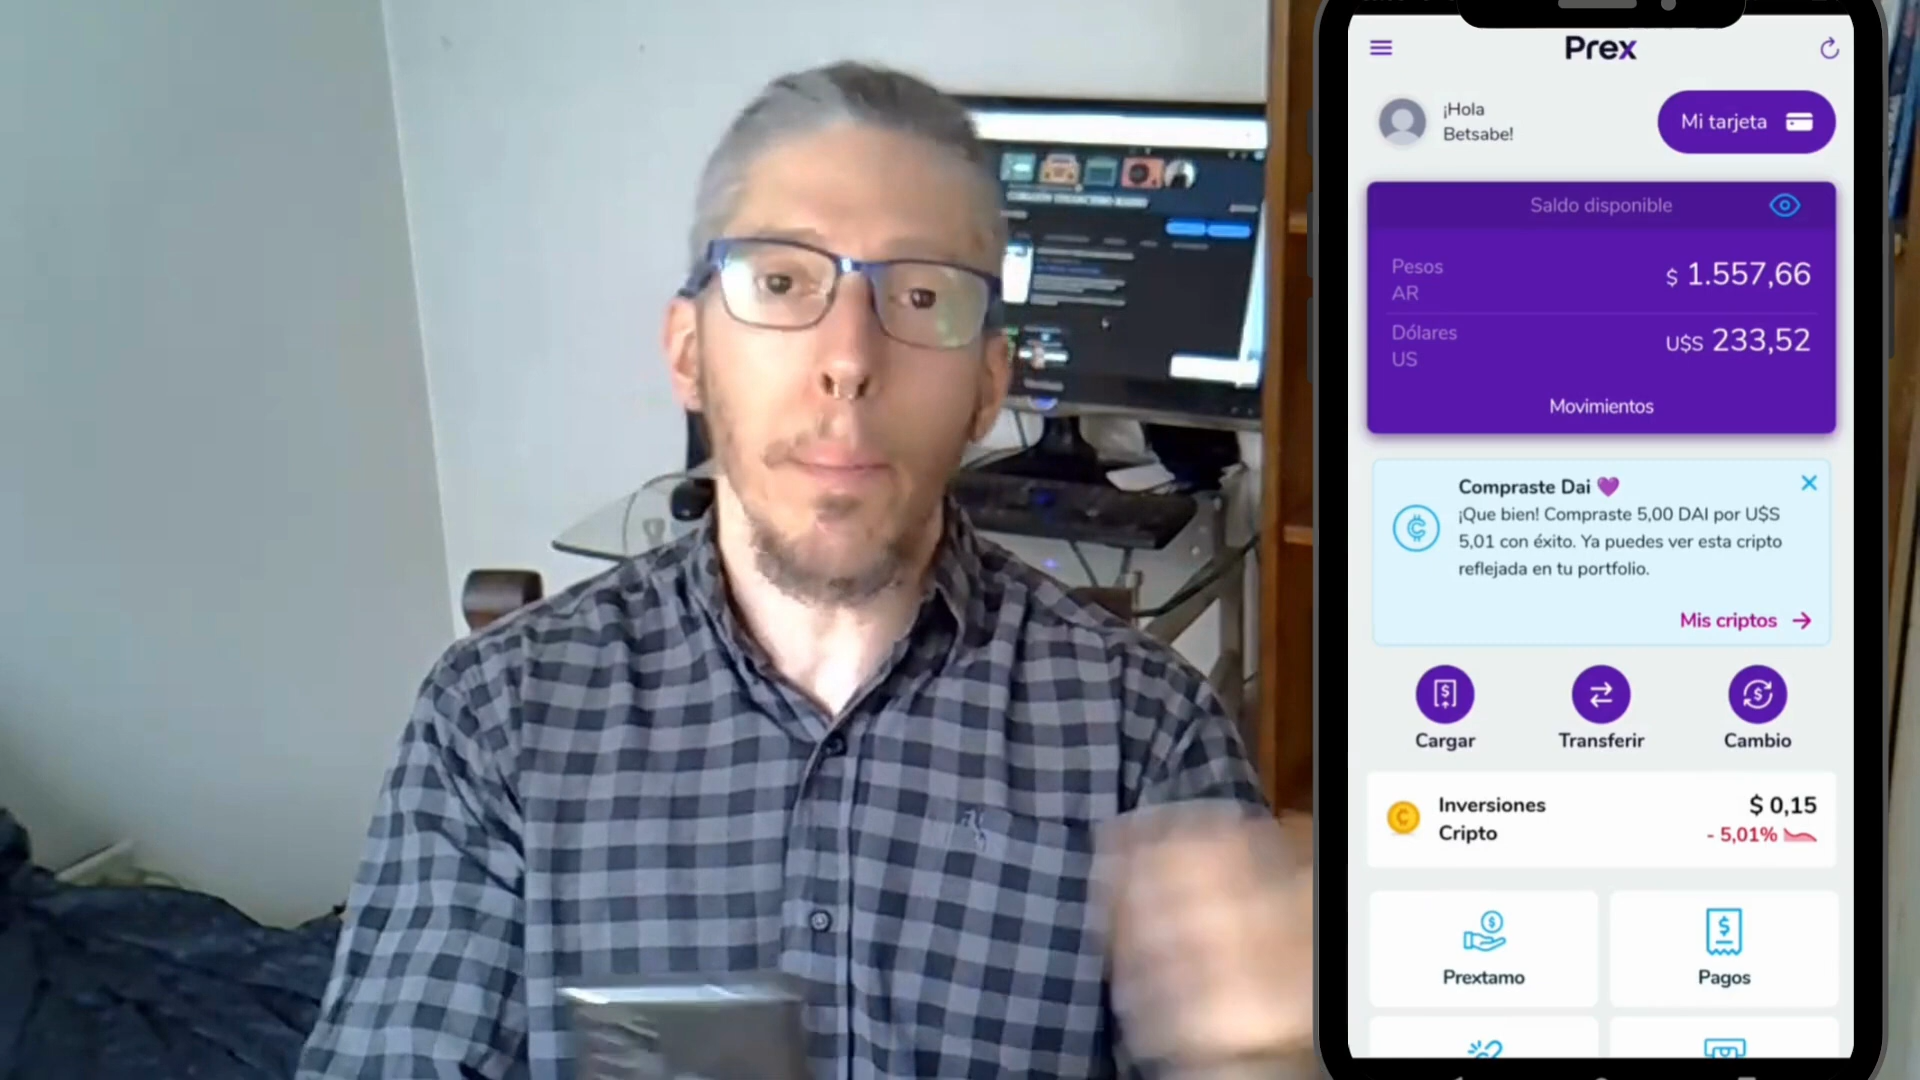 Prex
¡Hola
Betsabe!
Mi tarjeta
Saldo disponible
Pesos
AR
$ 1.557,66
Dólares
US
U$S 233,52
Movimientos
Compraste Dai 💜
¡Que bien! Compraste 5,00 DAI por U$S
5,01 con éxito. Ya puedes ver esta cripto
reflejada en tu portfolio.
Mis criptos →
Cargar
Transferir
Cambio
Inversiones
Cripto
$ 0,15
- 5,01%
Prextamo
Pagos